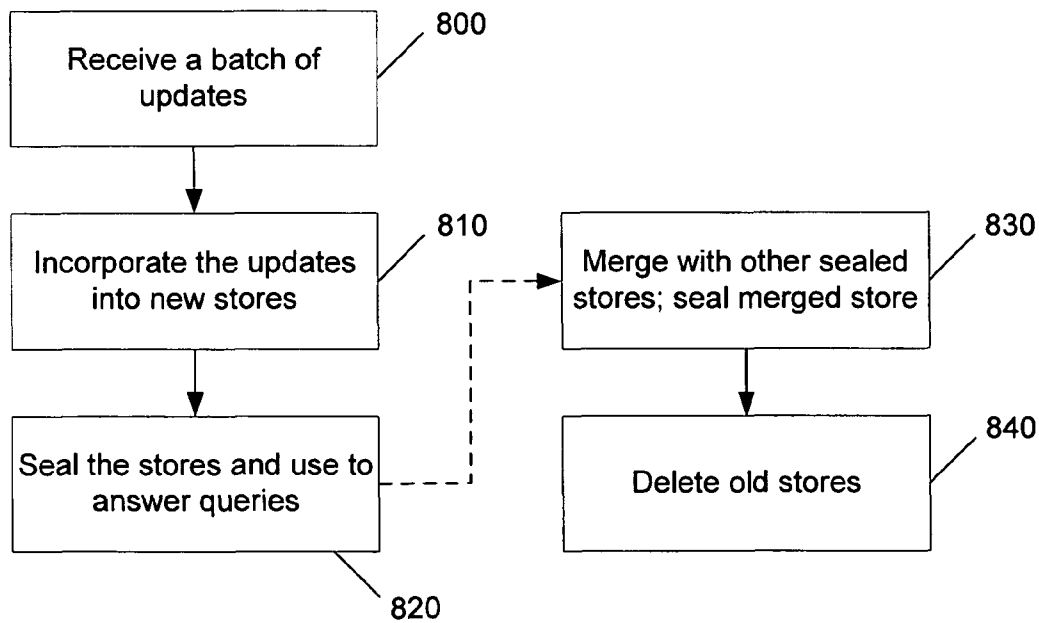 800
Receive a batch of
updates
810
Incorporate the updates
into new stores
Seal the stores and use to
answer queries
820
830
Merge with other sealed
stores; seal merged store
840
Delete old stores